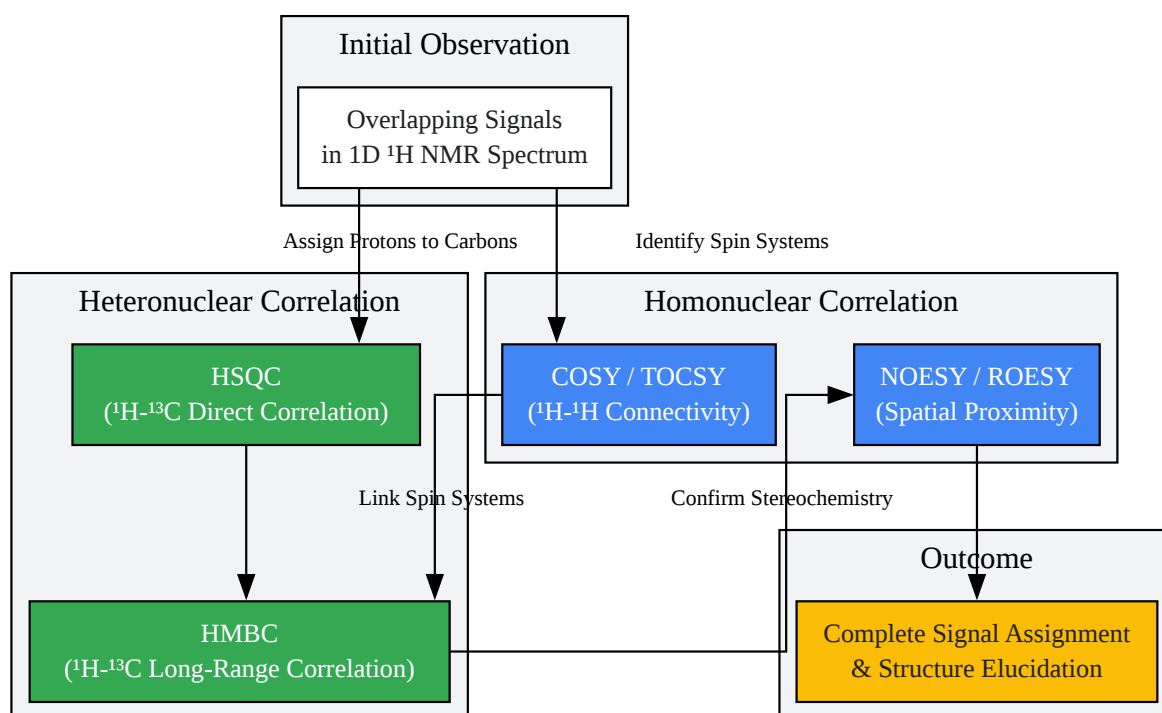 Initial Observation
Overlapping Signals
in 1D ¹H NMR Spectrum
Assign Protons to Carbons
Identify Spin Systems
Heteronuclear Correlation
Homonuclear Correlation
HSQC
(¹H-¹³C Direct Correlation)
COSY / TOCSY
(¹H-¹H Connectivity)
NOESY / ROESY
(Spatial Proximity)
Link Spin Systems
Confirm Stereochemistry
Outcome
HMBC
(¹H-¹³C Long-Range Correlation)
Complete Signal Assignment
& Structure Elucidation